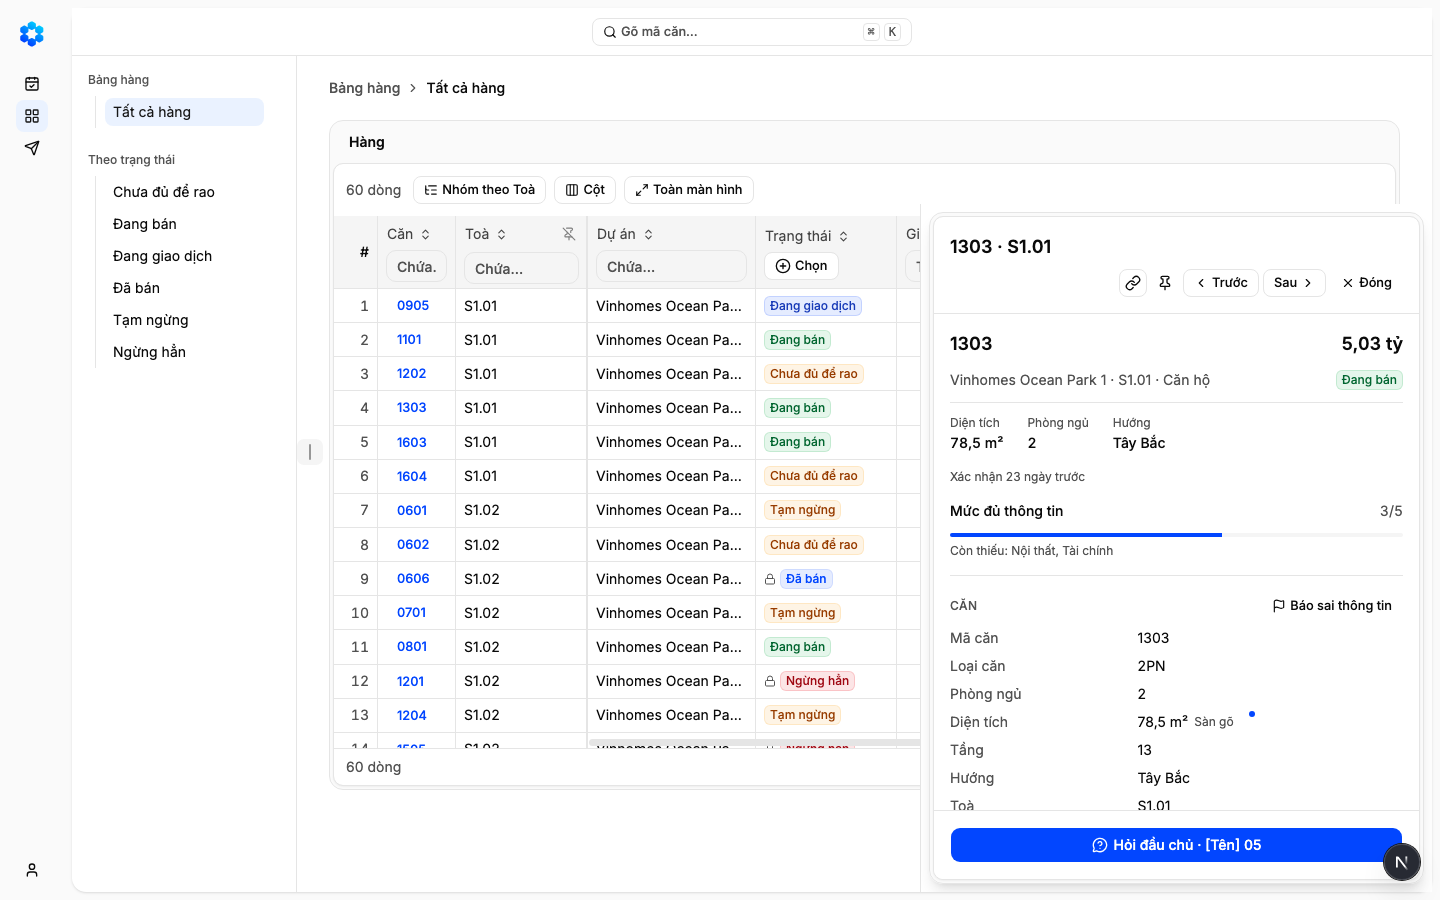 Gõ mã căn...
⌘ K
Bảng hàng
Tất cả hàng
Theo trạng thái
Chưa đủ để rao
Đang bán
Đang giao dịch
Đã bán
Tạm ngừng
Ngừng hẳn
Bảng hàng > Tất cả hàng
Hàng
60 dòng Nhóm theo Toà Cột Toàn màn hình
# Căn Toà Dự án Trạng thái
Chứa. Chứa... Chứa... Chọn
1 0905 S1.01 Vinhomes Ocean Pa... Đang giao dịch
2 1101 S1.01 Vinhomes Ocean Pa... Đang bán
3 1202 S1.01 Vinhomes Ocean Pa... Chưa đủ để rao
4 1303 S1.01 Vinhomes Ocean Pa... Đang bán
5 1603 S1.01 Vinhomes Ocean Pa... Đang bán
6 1604 S1.01 Vinhomes Ocean Pa... Chưa đủ để rao
7 0601 S1.02 Vinhomes Ocean Pa... Tạm ngừng
8 0602 S1.02 Vinhomes Ocean Pa... Chưa đủ để rao
9 0606 S1.02 Vinhomes Ocean Pa... Đã bán
10 0701 S1.02 Vinhomes Ocean Pa... Tạm ngừng
11 0801 S1.02 Vinhomes Ocean Pa... Đang bán
12 1201 S1.02 Vinhomes Ocean Pa... Ngừng hẳn
13 1204 S1.02 Vinhomes Ocean Pa... Tạm ngừng
60 dòng
1303 · S1.01
Trước Sau Đóng
1303 5,03 tỷ
Vinhomes Ocean Park 1 · S1.01 · Căn hộ Đang bán
Diện tích Phòng ngủ Hướng
78,5 m² 2 Tây Bắc
Xác nhận 23 ngày trước
Mức đủ thông tin 3/5
Còn thiếu: Nội thất, Tài chính
CĂN Báo sai thông tin
Mã căn 1303
Loại căn 2PN
Phòng ngủ 2
Diện tích 78,5 m² Sàn gỗ
Tầng 13
Hướng Tây Bắc
Toà S1.01
Hỏi đầu chủ · [Tên] 05
N